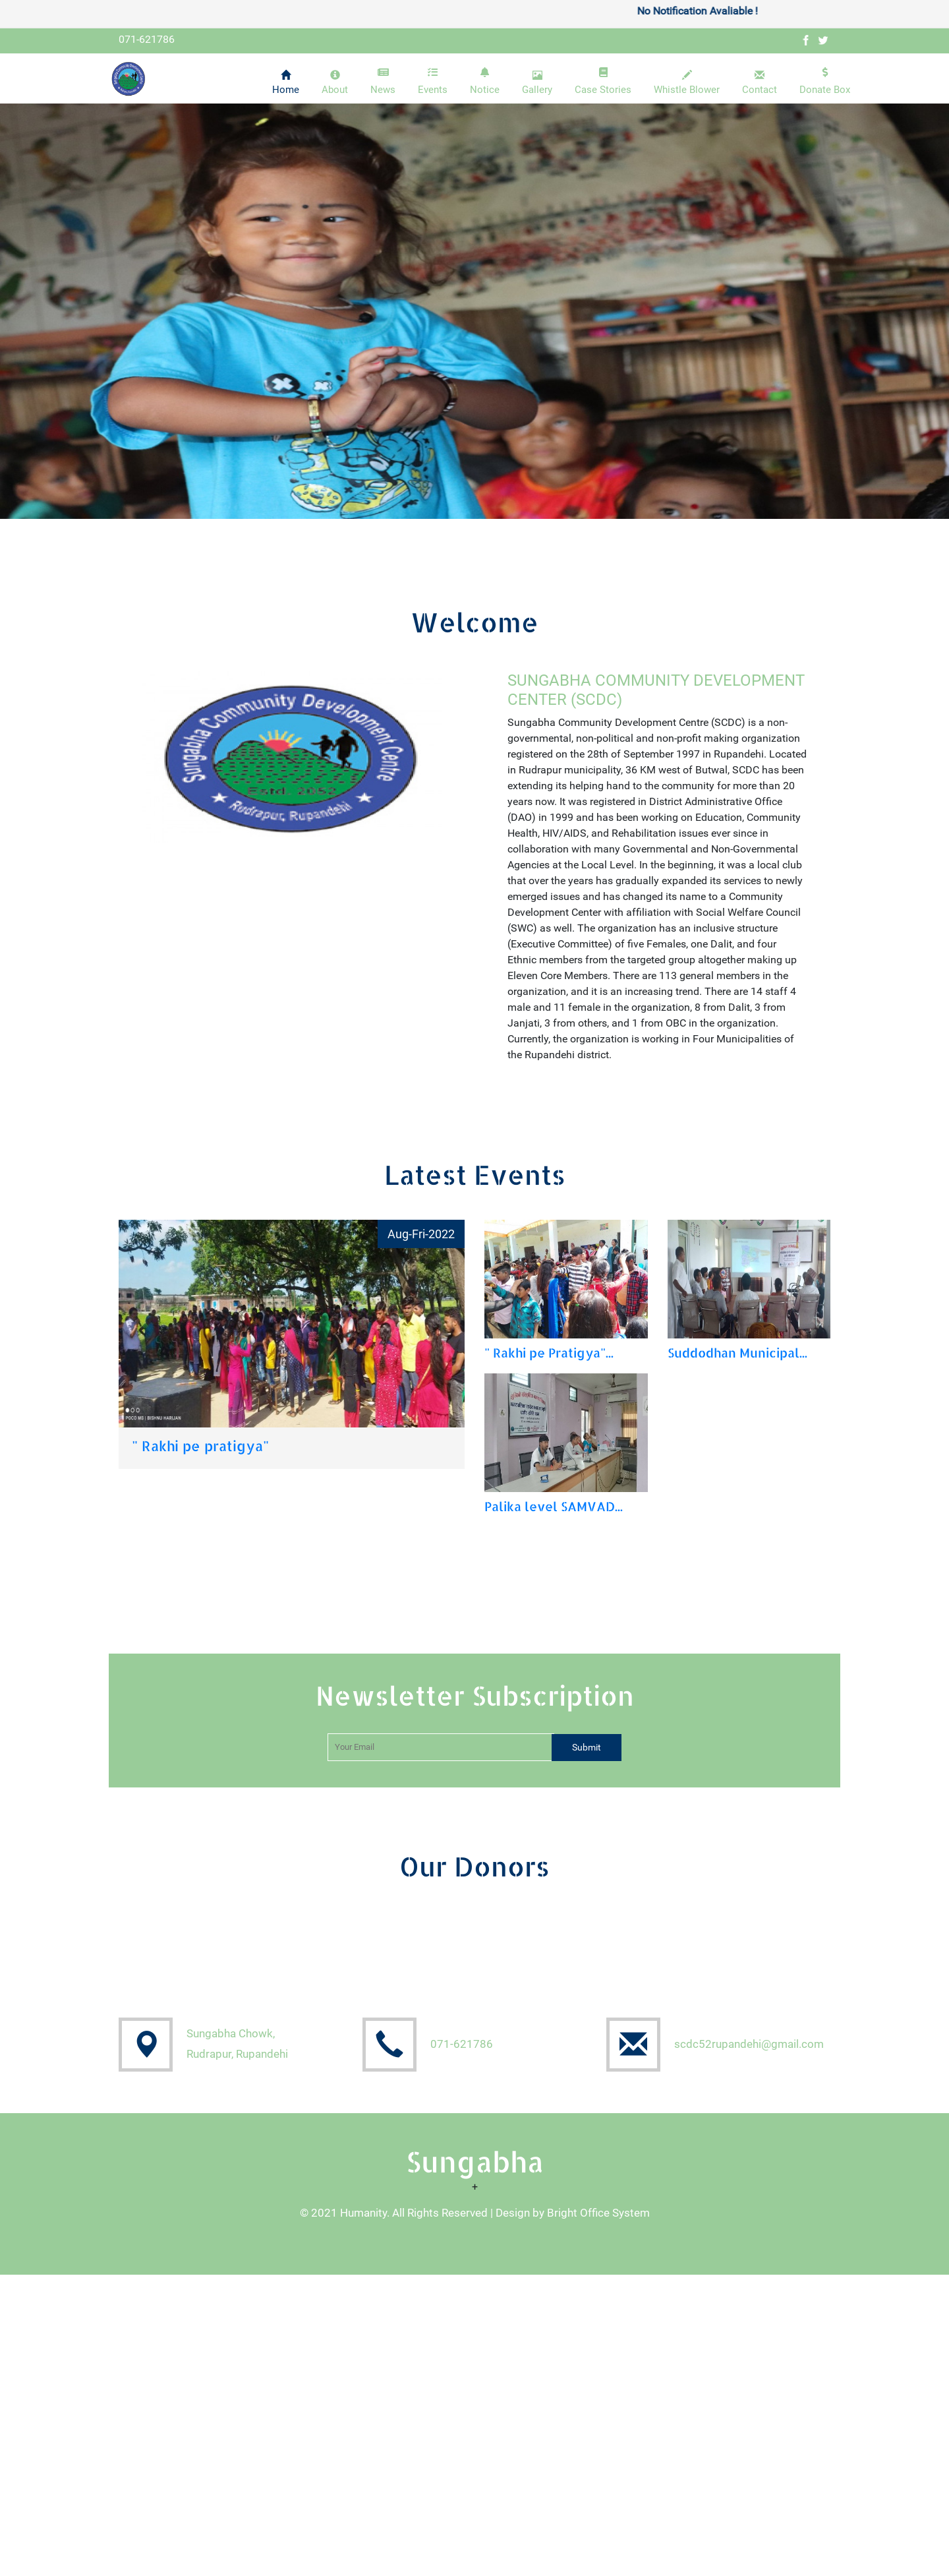 No Notification Avaliable !
071-621786
Home
About
News
Events
Notice
Gallery
Case Stories
Whistle Blower
Contact
Donate Box
Welcome
Sungabha Community Development Centre
Estd. 2052
Rudrapur, Rupandehi
SUNGABHA COMMUNITY DEVELOPMENT
CENTER (SCDC)
Sungabha Community Development Centre (SCDC) is a non-
governmental, non-political and non-profit making organization
registered on the 28th of September 1997 in Rupandehi. Located
in Rudrapur municipality, 36 KM west of Butwal, SCDC has been
extending its helping hand to the community for more than 20
years now. It was registered in District Administrative Office
(DAO) in 1999 and has been working on Education, Community
Health, HIV/AIDS, and Rehabilitation issues ever since in
collaboration with many Governmental and Non-Governmental
Agencies at the Local Level. In the beginning, it was a local club
that over the years has gradually expanded its services to newly
emerged issues and has changed its name to a Community
Development Center with affiliation with Social Welfare Council
(SWC) as well. The organization has an inclusive structure
(Executive Committee) of five Females, one Dalit, and four
Ethnic members from the targeted group altogether making up
Eleven Core Members. There are 113 general members in the
organization, and it is an increasing trend. There are 14 staff 4
male and 11 female in the organization, 8 from Dalit, 3 from
Janjati, 3 from others, and 1 from OBC in the organization.
Currently, the organization is working in Four Municipalities of
the Rupandehi district.
Latest Events
Aug-Fri-2022
POCO M2 | BISHNU HARIJAN
" Rakhi pe pratigya"
" Rakhi pe Pratigya"...
Suddodhan Municipal...
Palika level SAMVAD...
Newsletter Subscription
Your Email
Submit
Our Donors
Sungabha Chowk,
Rudrapur, Rupandehi
071-621786
scdc52rupandehi@gmail.com
Sungabha
+
© 2021 Humanity. All Rights Reserved | Design by Bright Office System